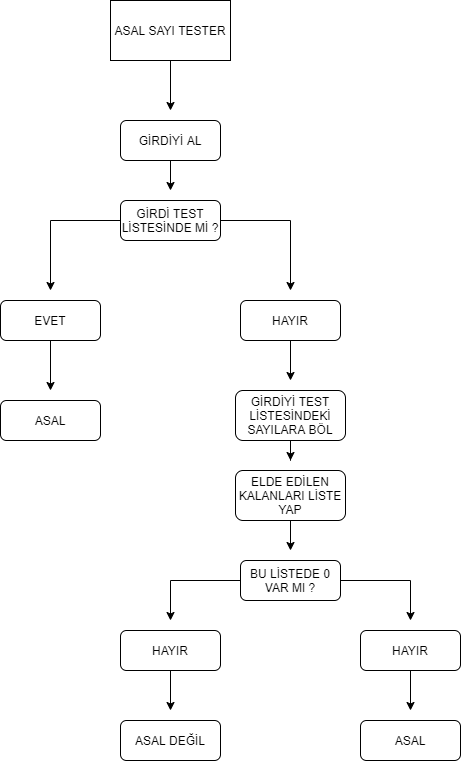 ASAL SAYI TESTER
GİRDİYİ AL
GİRDİ TEST
LİSTESİNDE Mİ ?
EVET
HAYIR
ASAL
GİRDİYİ TEST
LİSTESİNDEKİ
SAYILARA BÖL
ELDE EDİLEN
KALANLARI LİSTE
YAP
BU LİSTEDE 0
VAR MI ?
HAYIR
HAYIR
ASAL DEĞİL
ASAL